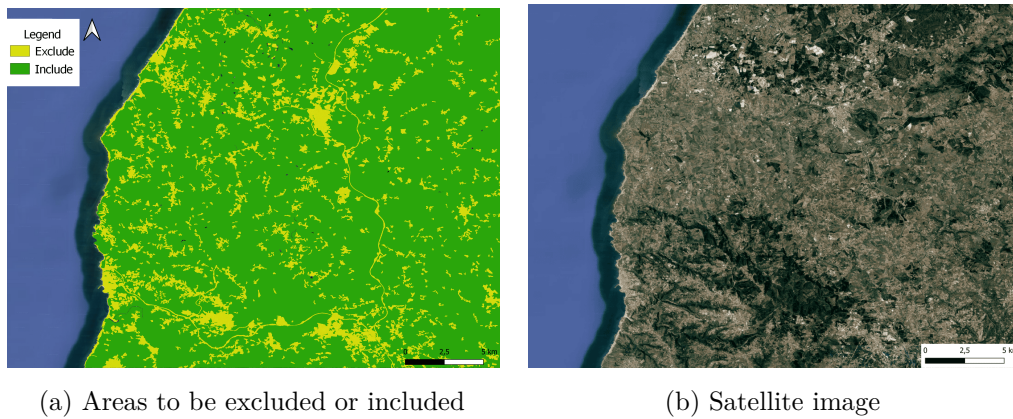 Legend
Exclude
Include
0 2,5 5 km
0 2,5 5 km
(a) Areas to be excluded or included
(b) Satellite image